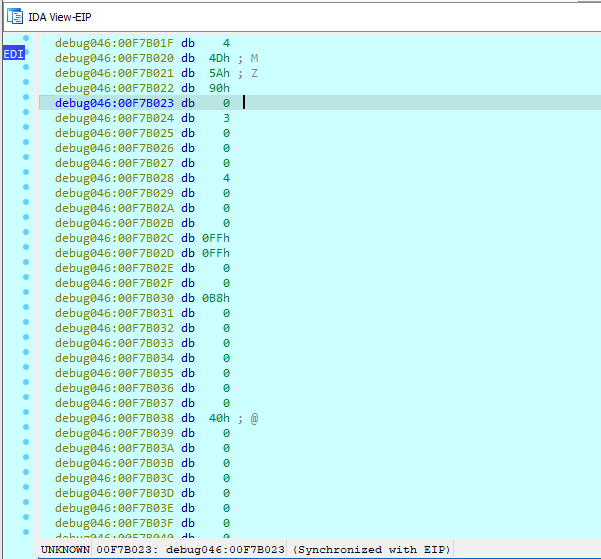 IDA View-EIP
debug046:00F7B01F db 4
EDI debug046:00F7B020 db 4Dh ; M
debug046:00F7B021 db 5Ah ; Z
debug046:00F7B022 db 90h
debug046:00F7B023 db 0
debug046:00F7B024 db 3
debug046:00F7B025 db 0
debug046:00F7B026 db 0
debug046:00F7B027 db 0
debug046:00F7B028 db 4
debug046:00F7B029 db 0
debug046:00F7B02A db 0
debug046:00F7B02B db 0
debug046:00F7B02C db 0FFh
debug046:00F7B02D db 0FFh
debug046:00F7B02E db 0
debug046:00F7B02F db 0
debug046:00F7B030 db 0B8h
debug046:00F7B031 db 0
debug046:00F7B032 db 0
debug046:00F7B033 db 0
debug046:00F7B034 db 0
debug046:00F7B035 db 0
debug046:00F7B036 db 0
debug046:00F7B037 db 0
debug046:00F7B038 db 40h ; @
debug046:00F7B039 db 0
debug046:00F7B03A db 0
debug046:00F7B03B db 0
debug046:00F7B03C db 0
debug046:00F7B03D db 0
debug046:00F7B03E db 0
debug046:00F7B03F db 0
debug046:00F7B040 db 0
UNKNOWN 00F7B023: debug046:00F7B023 (Synchronized with EIP)